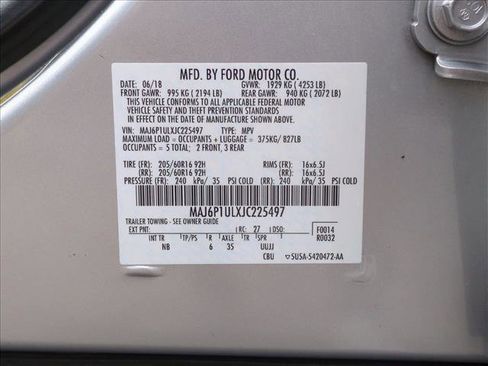 MFD. BY FORD MOTOR CO.
DATE: 06/18 GVWR: 1929 KG ( 4253 LB)
FRONT GAWR: 995 KG ( 2194 LB) REAR GAWR: 940 KG ( 2072 LB)
THIS VEHICLE CONFORMS TO ALL APPLICABLE FEDERAL MOTOR
VEHICLE SAFETY AND THEFT PREVENTION STANDARDS
IN EFFECT ON THE DATE OF MANUFACTURE SHOWN ABOVE.
VIN: MAJ6P1ULXJC225497 TYPE: MPV
MAXIMUM LOAD = OCCUPANTS + LUGGAGE = 375KG/827LB
OCCUPANTS = 5 TOTAL: 2 FRONT, 3 REAR
TIRE (FR): 205/60R16 92H RIMS (FR): 16x6.5J
(RR): 205/60R16 92H (RR): 16x6.5J
PRESSURE (FR): 240 kPa/ 35 PSI COLD (RR): 240 kPa/ 35 PSI COLD
MAJ6P1ULXJC225497
TRAILER TOWING - SEE OWNER GUIDE
EXT PNT: RC: 27 DSO: F0014
R0032
INT TR TP/PS R AXLE TR SPR
NB 6 35 UUJJ
CBU SU5A-5420472-AA